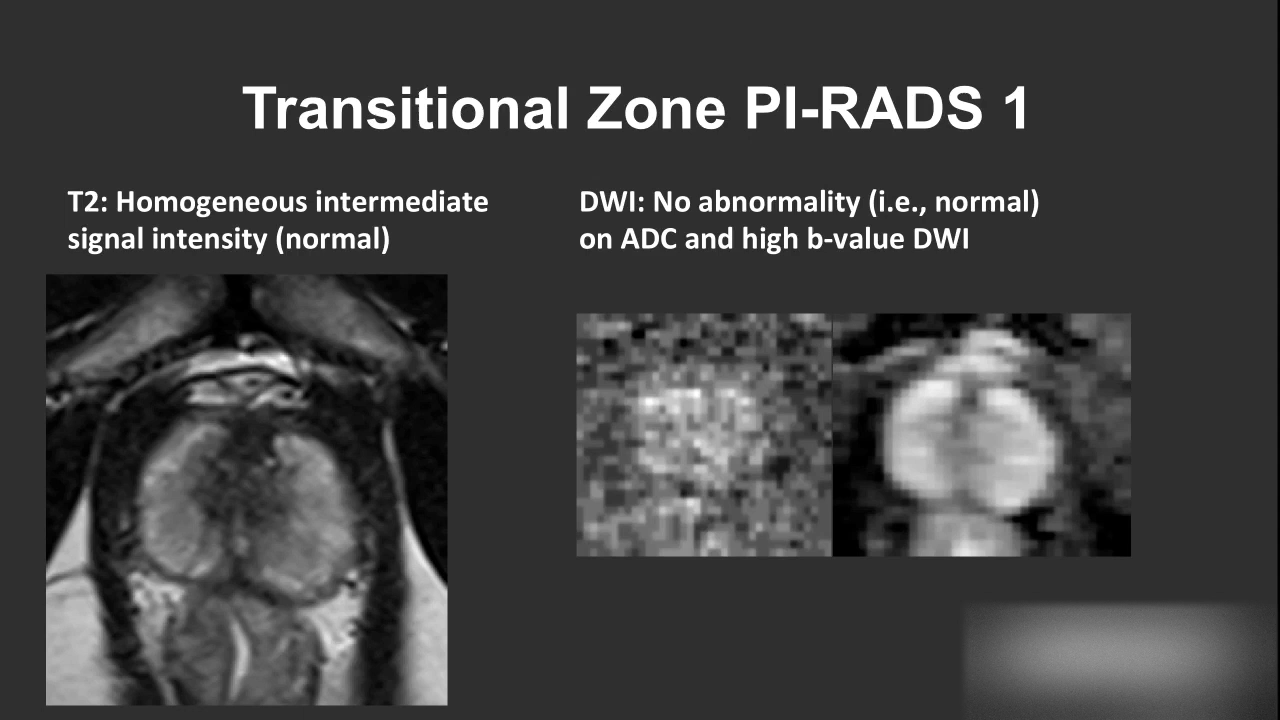 Transitional Zone PI-RADS 1
T2: Homogeneous intermediate
signal intensity (normal)
DWI: No abnormality (i.e., normal)
on ADC and high b-value DWI